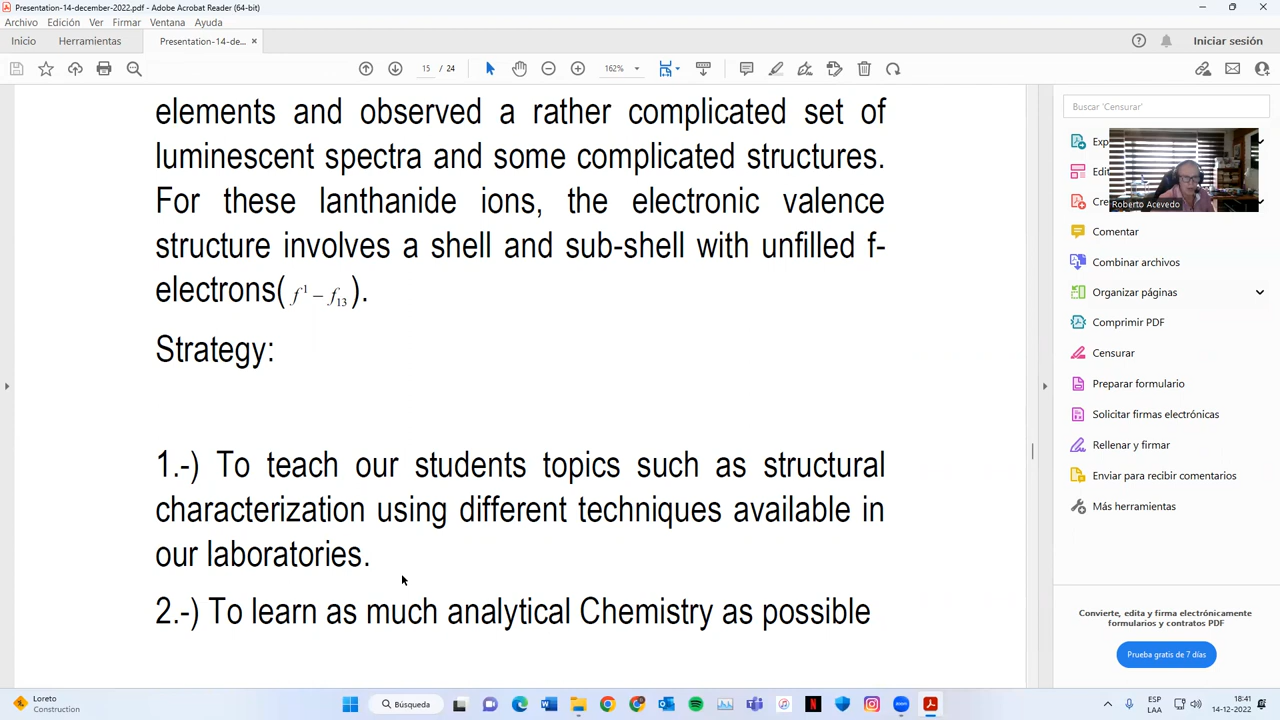 Presentation-14-december-2022.pdf - Adobe Acrobat Reader (64-bit)
Archivo Edición Ver Firmar Ventana Ayuda
Inicio Herramientas Presentation-14-de... × Iniciar sesión
15 / 24 162%
elements and observed a rather complicated set of
luminescent spectra and some complicated structures.
For these lanthanide ions, the electronic valence
structure involves a shell and sub-shell with unfilled f-
electrons( f¹ – f₁₃ ).
Strategy:
1.-) To teach our students topics such as structural
characterization using different techniques available in
our laboratories.
2.-) To learn as much analytical Chemistry as possible
Buscar 'Censurar'
Exp
Edit
Cre
Roberto Acevedo
Comentar
Combinar archivos
Organizar páginas
Comprimir PDF
Censurar
Preparar formulario
Solicitar firmas electrónicas
Rellenar y firmar
Enviar para recibir comentarios
Más herramientas
Convierte, edita y firma electrónicamente
formularios y contratos PDF
Prueba gratis de 7 días
Loreto
Construction
Búsqueda
ESP
LAA
18:41
14-12-2022